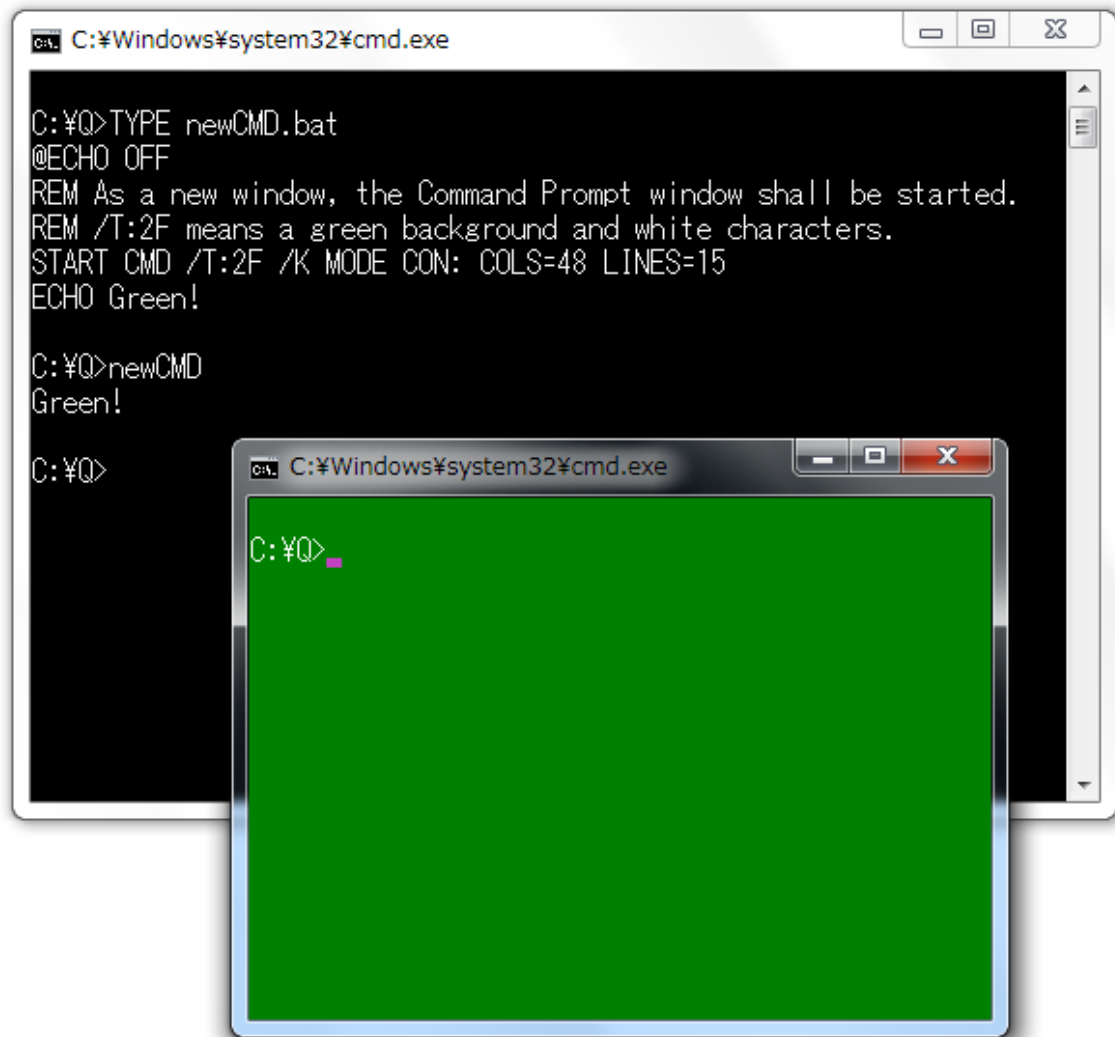 C:¥Windows¥system32¥cmd.exe
C:¥Q>TYPE newCMD.bat
@ECHO OFF
REM As a new window, the Command Prompt window shall be started.
REM /T:2F means a green background and white characters.
START CMD /T:2F /K MODE CON: COLS=48 LINES=15
ECHO Green!
C:¥Q>newCMD
Green!
C:¥Q>
C:¥Windows¥system32¥cmd.exe
C:¥Q>